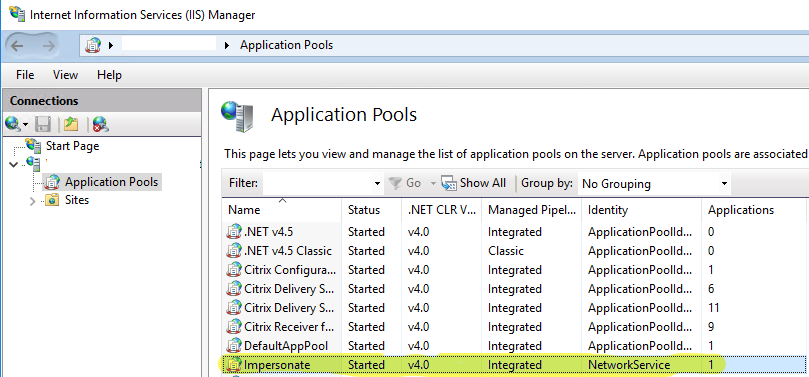 Internet Information Services (IIS) Manager
Application Pools
File View Help
Connections
Start Page
Application Pools
Sites
Application Pools
This page lets you view and manage the list of application pools on the server. Application pools are associated
Filter: Go Show All Group by: No Grouping
Name Status .NET CLR V... Managed Pipel... Identity Applications
.NET v4.5 Started v4.0 Integrated ApplicationPoolId... 0
.NET v4.5 Classic Started v4.0 Classic ApplicationPoolId... 0
Citrix Configura... Started v4.0 Integrated ApplicationPoolId... 1
Citrix Delivery S... Started v4.0 Integrated ApplicationPoolId... 6
Citrix Delivery S... Started v4.0 Integrated ApplicationPoolId... 11
Citrix Receiver f... Started v4.0 Integrated ApplicationPoolId... 9
DefaultAppPool Started v4.0 Integrated ApplicationPoolId... 1
Impersonate Started v4.0 Integrated NetworkService 1